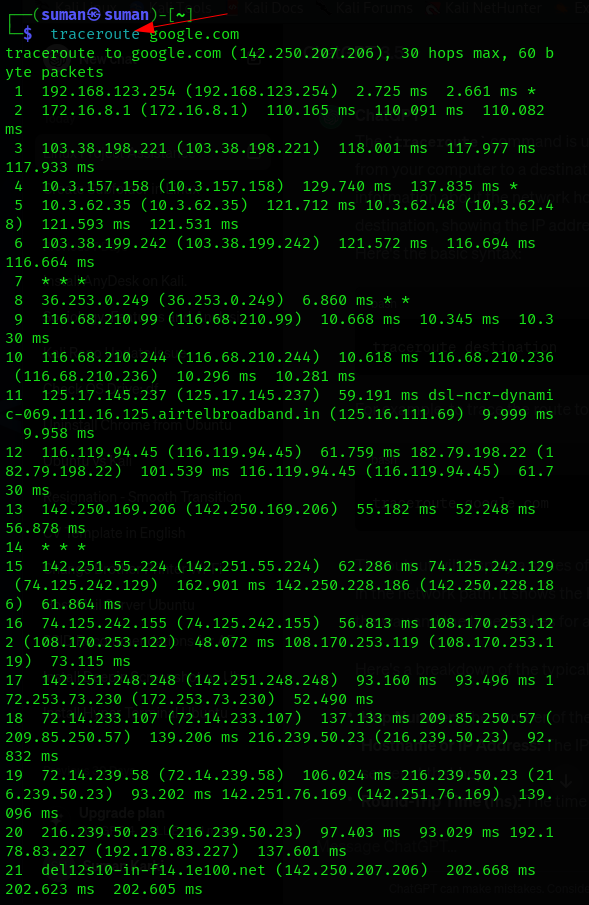 ┌──(suman㉿suman)-[~]
└─$ traceroute google.com
traceroute to google.com (142.250.207.206), 30 hops max, 60 b
yte packets
 1  192.168.123.254 (192.168.123.254)  2.725 ms  2.661 ms *
 2  172.16.8.1 (172.16.8.1)  110.165 ms  110.091 ms  110.082
ms
 3  103.38.198.221 (103.38.198.221)  118.001 ms  117.977 ms
117.933 ms
 4  10.3.157.158 (10.3.157.158)  129.740 ms  137.835 ms *
 5  10.3.62.35 (10.3.62.35)  121.712 ms 10.3.62.48 (10.3.62.4
8)  121.593 ms  121.531 ms
 6  103.38.199.242 (103.38.199.242)  121.572 ms  116.694 ms
116.664 ms
 7  * * *
 8  36.253.0.249 (36.253.0.249)  6.860 ms * *
 9  116.68.210.99 (116.68.210.99)  10.668 ms  10.345 ms  10.3
30 ms
10  116.68.210.244 (116.68.210.244)  10.618 ms 116.68.210.236
 (116.68.210.236)  10.296 ms  10.281 ms
11  125.17.145.237 (125.17.145.237)  59.191 ms dsl-ncr-dynami
c-069.111.16.125.airtelbroadband.in (125.16.111.69)  9.999 ms
  9.958 ms
12  116.119.94.45 (116.119.94.45)  61.759 ms 182.79.198.22 (1
82.79.198.22)  101.539 ms 116.119.94.45 (116.119.94.45)  61.7
30 ms
13  142.250.169.206 (142.250.169.206)  55.182 ms  52.248 ms
56.878 ms
14  * * *
15  142.251.55.224 (142.251.55.224)  62.286 ms 74.125.242.129
 (74.125.242.129)  162.901 ms 142.250.228.186 (142.250.228.18
6)  61.864 ms
16  74.125.242.155 (74.125.242.155)  56.813 ms 108.170.253.12
2 (108.170.253.122)  48.072 ms 108.170.253.119 (108.170.253.1
19)  73.115 ms
17  142.251.248.248 (142.251.248.248)  93.160 ms  93.496 ms 1
72.253.73.230 (172.253.73.230)  52.490 ms
18  72.14.233.107 (72.14.233.107)  137.133 ms 209.85.250.57 (
209.85.250.57)  139.206 ms 216.239.50.23 (216.239.50.23)  92.
832 ms
19  72.14.239.58 (72.14.239.58)  106.024 ms 216.239.50.23 (21
6.239.50.23)  93.202 ms 142.251.76.169 (142.251.76.169)  139.
096 ms
20  216.239.50.23 (216.239.50.23)  97.403 ms  93.029 ms 192.1
78.83.227 (192.178.83.227)  137.601 ms
21  del12s10-in-f14.1e100.net (142.250.207.206)  202.668 ms
202.623 ms  202.605 ms